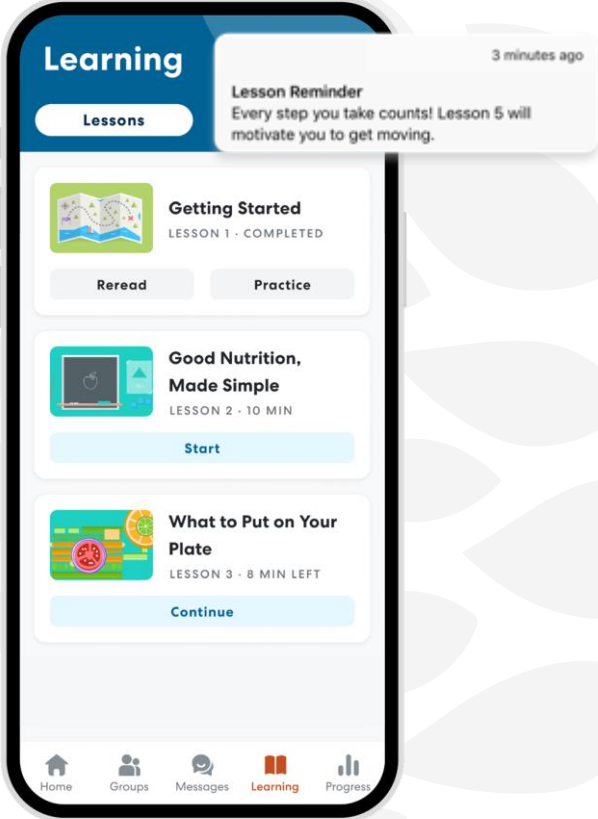 Learning
3 minutes ago
Lesson Reminder
Every step you take counts! Lesson 5 will
motivate you to get moving.
Lessons
Getting Started
LESSON 1 · COMPLETED
Reread
Practice
Good Nutrition,
Made Simple
LESSON 2 · 10 MIN
Start
What to Put on Your
Plate
LESSON 3 · 8 MIN LEFT
Continue
Home
Groups
Messages
Learning
Progress